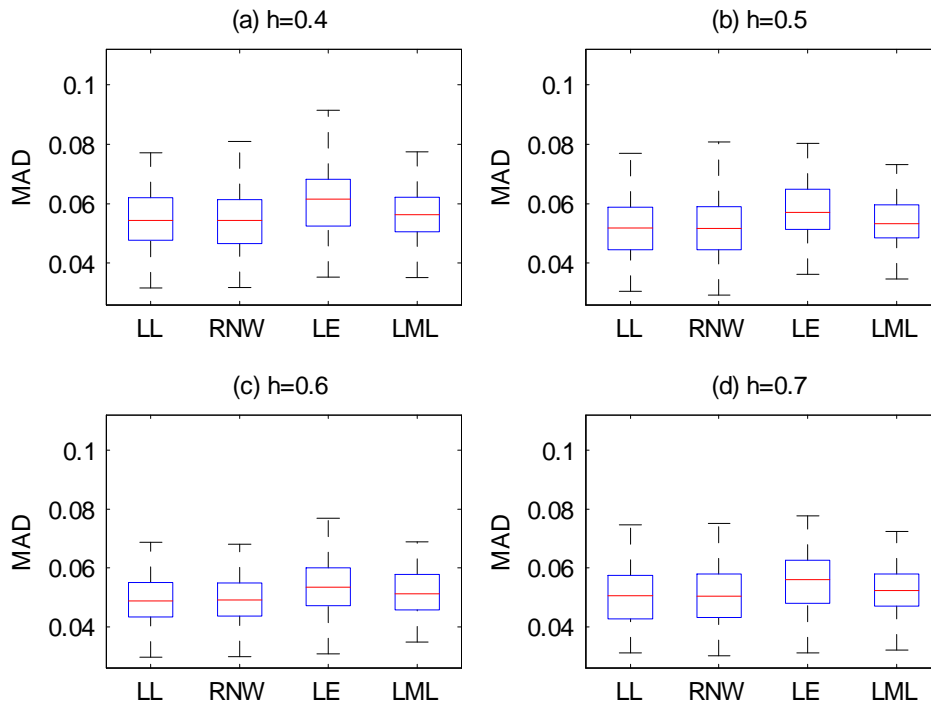 (a) h=0.4
MAD
0.1
0.08
0.06
0.04
LL RNW LE LML
(b) h=0.5
MAD
0.1
0.08
0.06
0.04
LL RNW LE LML
(c) h=0.6
MAD
0.1
0.08
0.06
0.04
LL RNW LE LML
(d) h=0.7
MAD
0.1
0.08
0.06
0.04
LL RNW LE LML